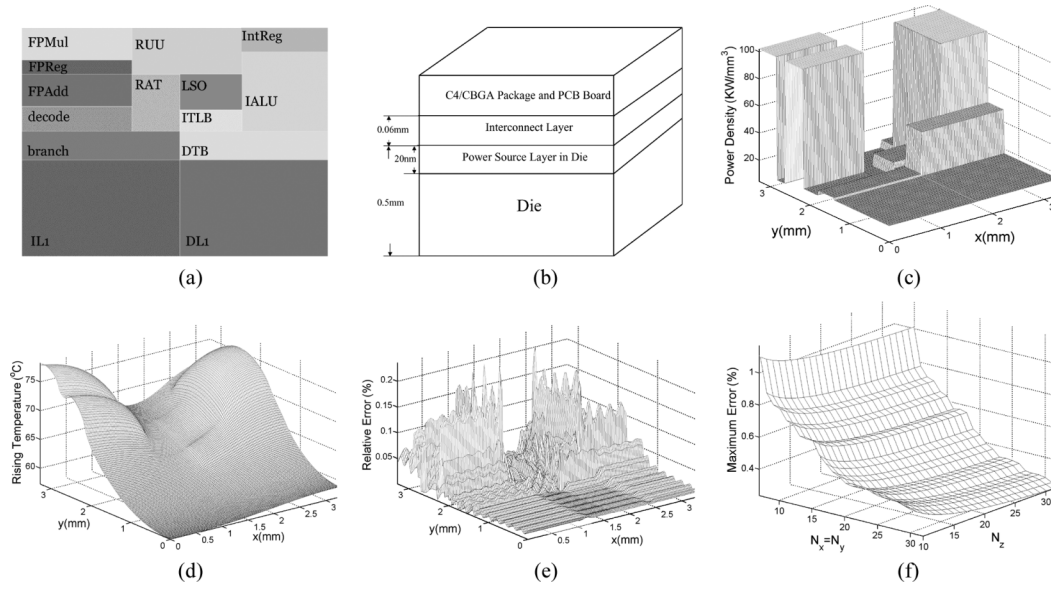 FPMul
RUU
IntReg
FPReg
FPAdd
RAT
LSO
IALU
decode
ITLB
branch
DTB
IL1
DL1
(a)
C4/CBGA Package and PCB Board
0.06mm
Interconnect Layer
20nm
Power Source Layer in Die
0.5mm
Die
(b)
Power Density (KW/mm³)
100
80
60
40
20
3
2
1
0
y(mm)
0
1
2
3
x(mm)
(c)
Rising Temperature (⁰C)
75
70
65
60
3
2
1
0
y(mm)
0
0.5
1
1.5
2
2.5
3
x(mm)
(d)
Relative Error (%)
0.2
0.15
0.1
0.05
3
2
1
0
y(mm)
0.5
1
1.5
2
2.5
3
x(mm)
(e)
Maximum Error (%)
1
0.8
0.6
0.4
10
15
20
25
30
Nx=Ny
10
15
20
25
30
Nz
(f)